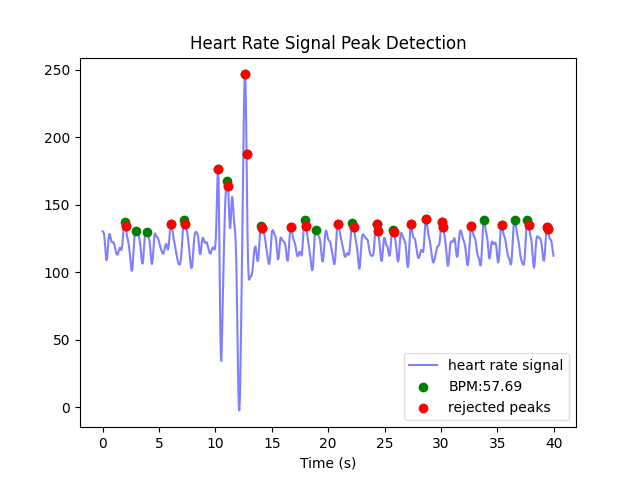 Heart Rate Signal Peak Detection
250
200
150
100
50
0
heart rate signal
BPM:57.69
rejected peaks
0 5 10 15 20 25 30 35 40
Time (s)